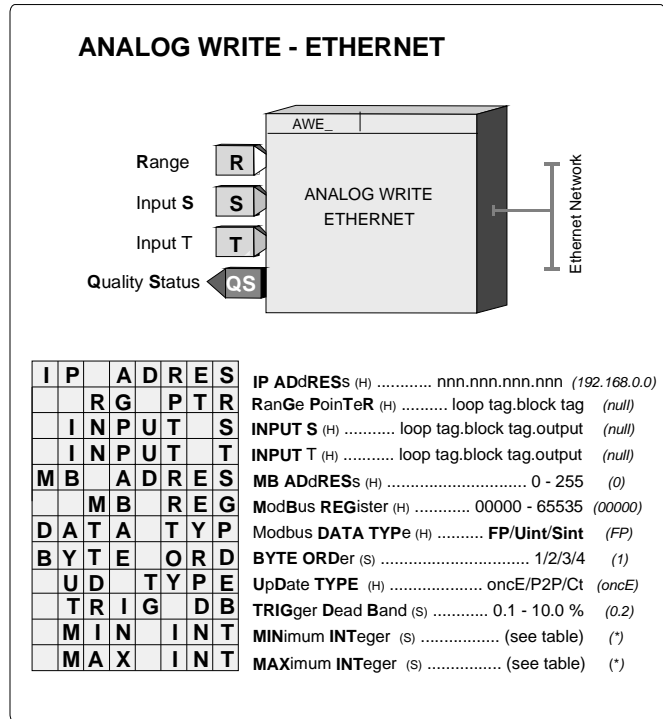 ANALOG WRITE - ETHERNET
AWE_
Range R
Input S S
Input T T
Quality Status QS
ANALOG WRITE
ETHERNET
Ethernet Network
IP ADRES IP ADdRESs (H) ............ nnn.nnn.nnn.nnn (192.168.0.0)
RG PTR RanGe PoinTeR (H) .......... loop tag.block tag (null)
INPUT S INPUT S (H) ........... loop tag.block tag.output (null)
INPUT T INPUT T (H) ........... loop tag.block tag.output (null)
MB ADRES MB ADdRESs (H) ............................ 0 - 255 (0)
MB REG ModBus REGister (H) ............ 00000 - 65535 (00000)
DATA TYP Modbus DATA TYPe (H) .......... FP/Uint/Sint (FP)
BYTE ORD BYTE ORDer (S) ............................. 1/2/3/4 (1)
UD TYPE UpDate TYPE (H) ................ oncE/P2P/Ct (oncE)
TRIG DB TRIGger Dead Band (S) ........... 0.1 - 10.0 % (0.2)
MIN INT MINimum INTeger (S) ................. (see table) (*)
MAX INT MAXimum INTeger (S) ................ (see table) (*)